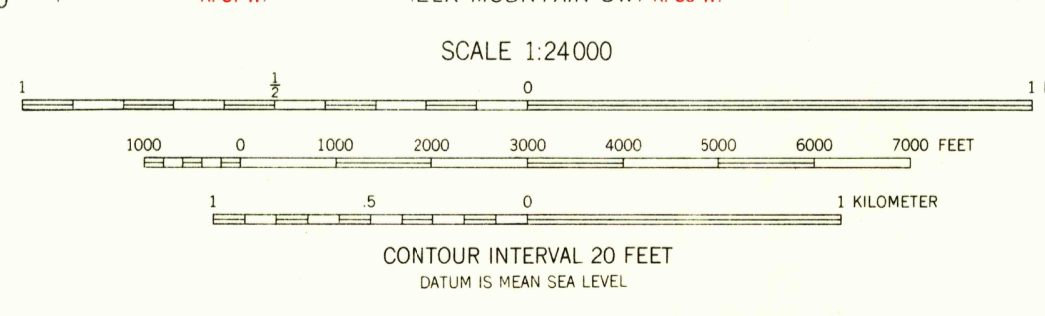 SCALE 1:24000
1 1/2 0 1
1000 0 1000 2000 3000 4000 5000 6000 7000 FEET
1 .5 0 1 KILOMETER
CONTOUR INTERVAL 20 FEET
DATUM IS MEAN SEA LEVEL